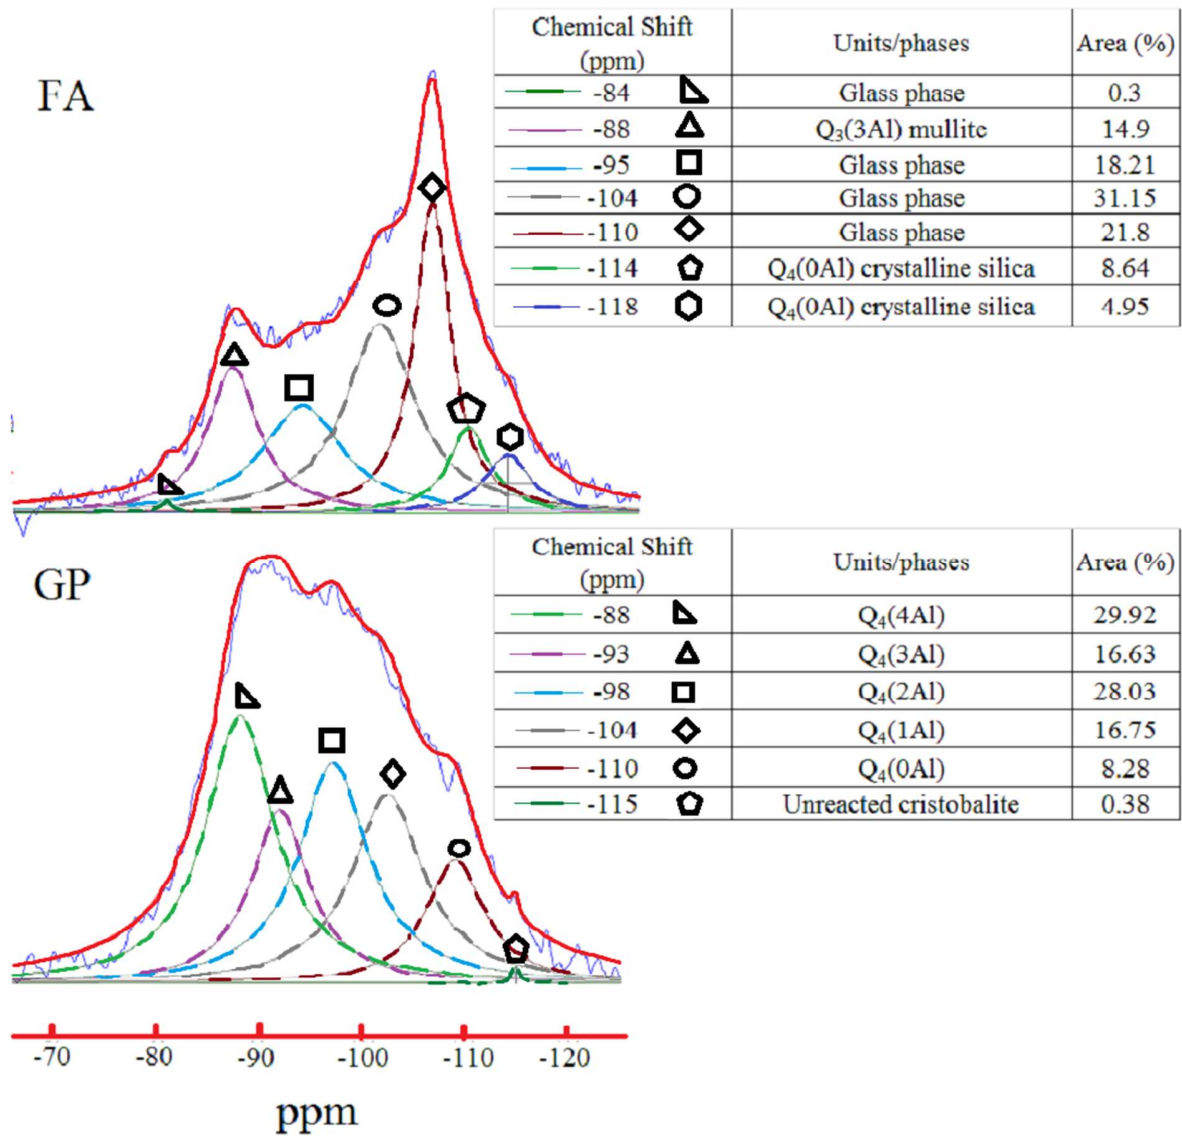 FA
Chemical Shift (ppm) Units/phases Area (%)
-84 Glass phase 0.3
-88 Q₃(3Al) mullite 14.9
-95 Glass phase 18.21
-104 Glass phase 31.15
-110 Glass phase 21.8
-114 Q₄(0Al) crystalline silica 8.64
-118 Q₄(0Al) crystalline silica 4.95
GP
Chemical Shift (ppm) Units/phases Area (%)
-88 Q₄(4Al) 29.92
-93 Q₄(3Al) 16.63
-98 Q₄(2Al) 28.03
-104 Q₄(1Al) 16.75
-110 Q₄(0Al) 8.28
-115 Unreacted cristobalite 0.38
-70 -80 -90 -100 -110 -120
ppm